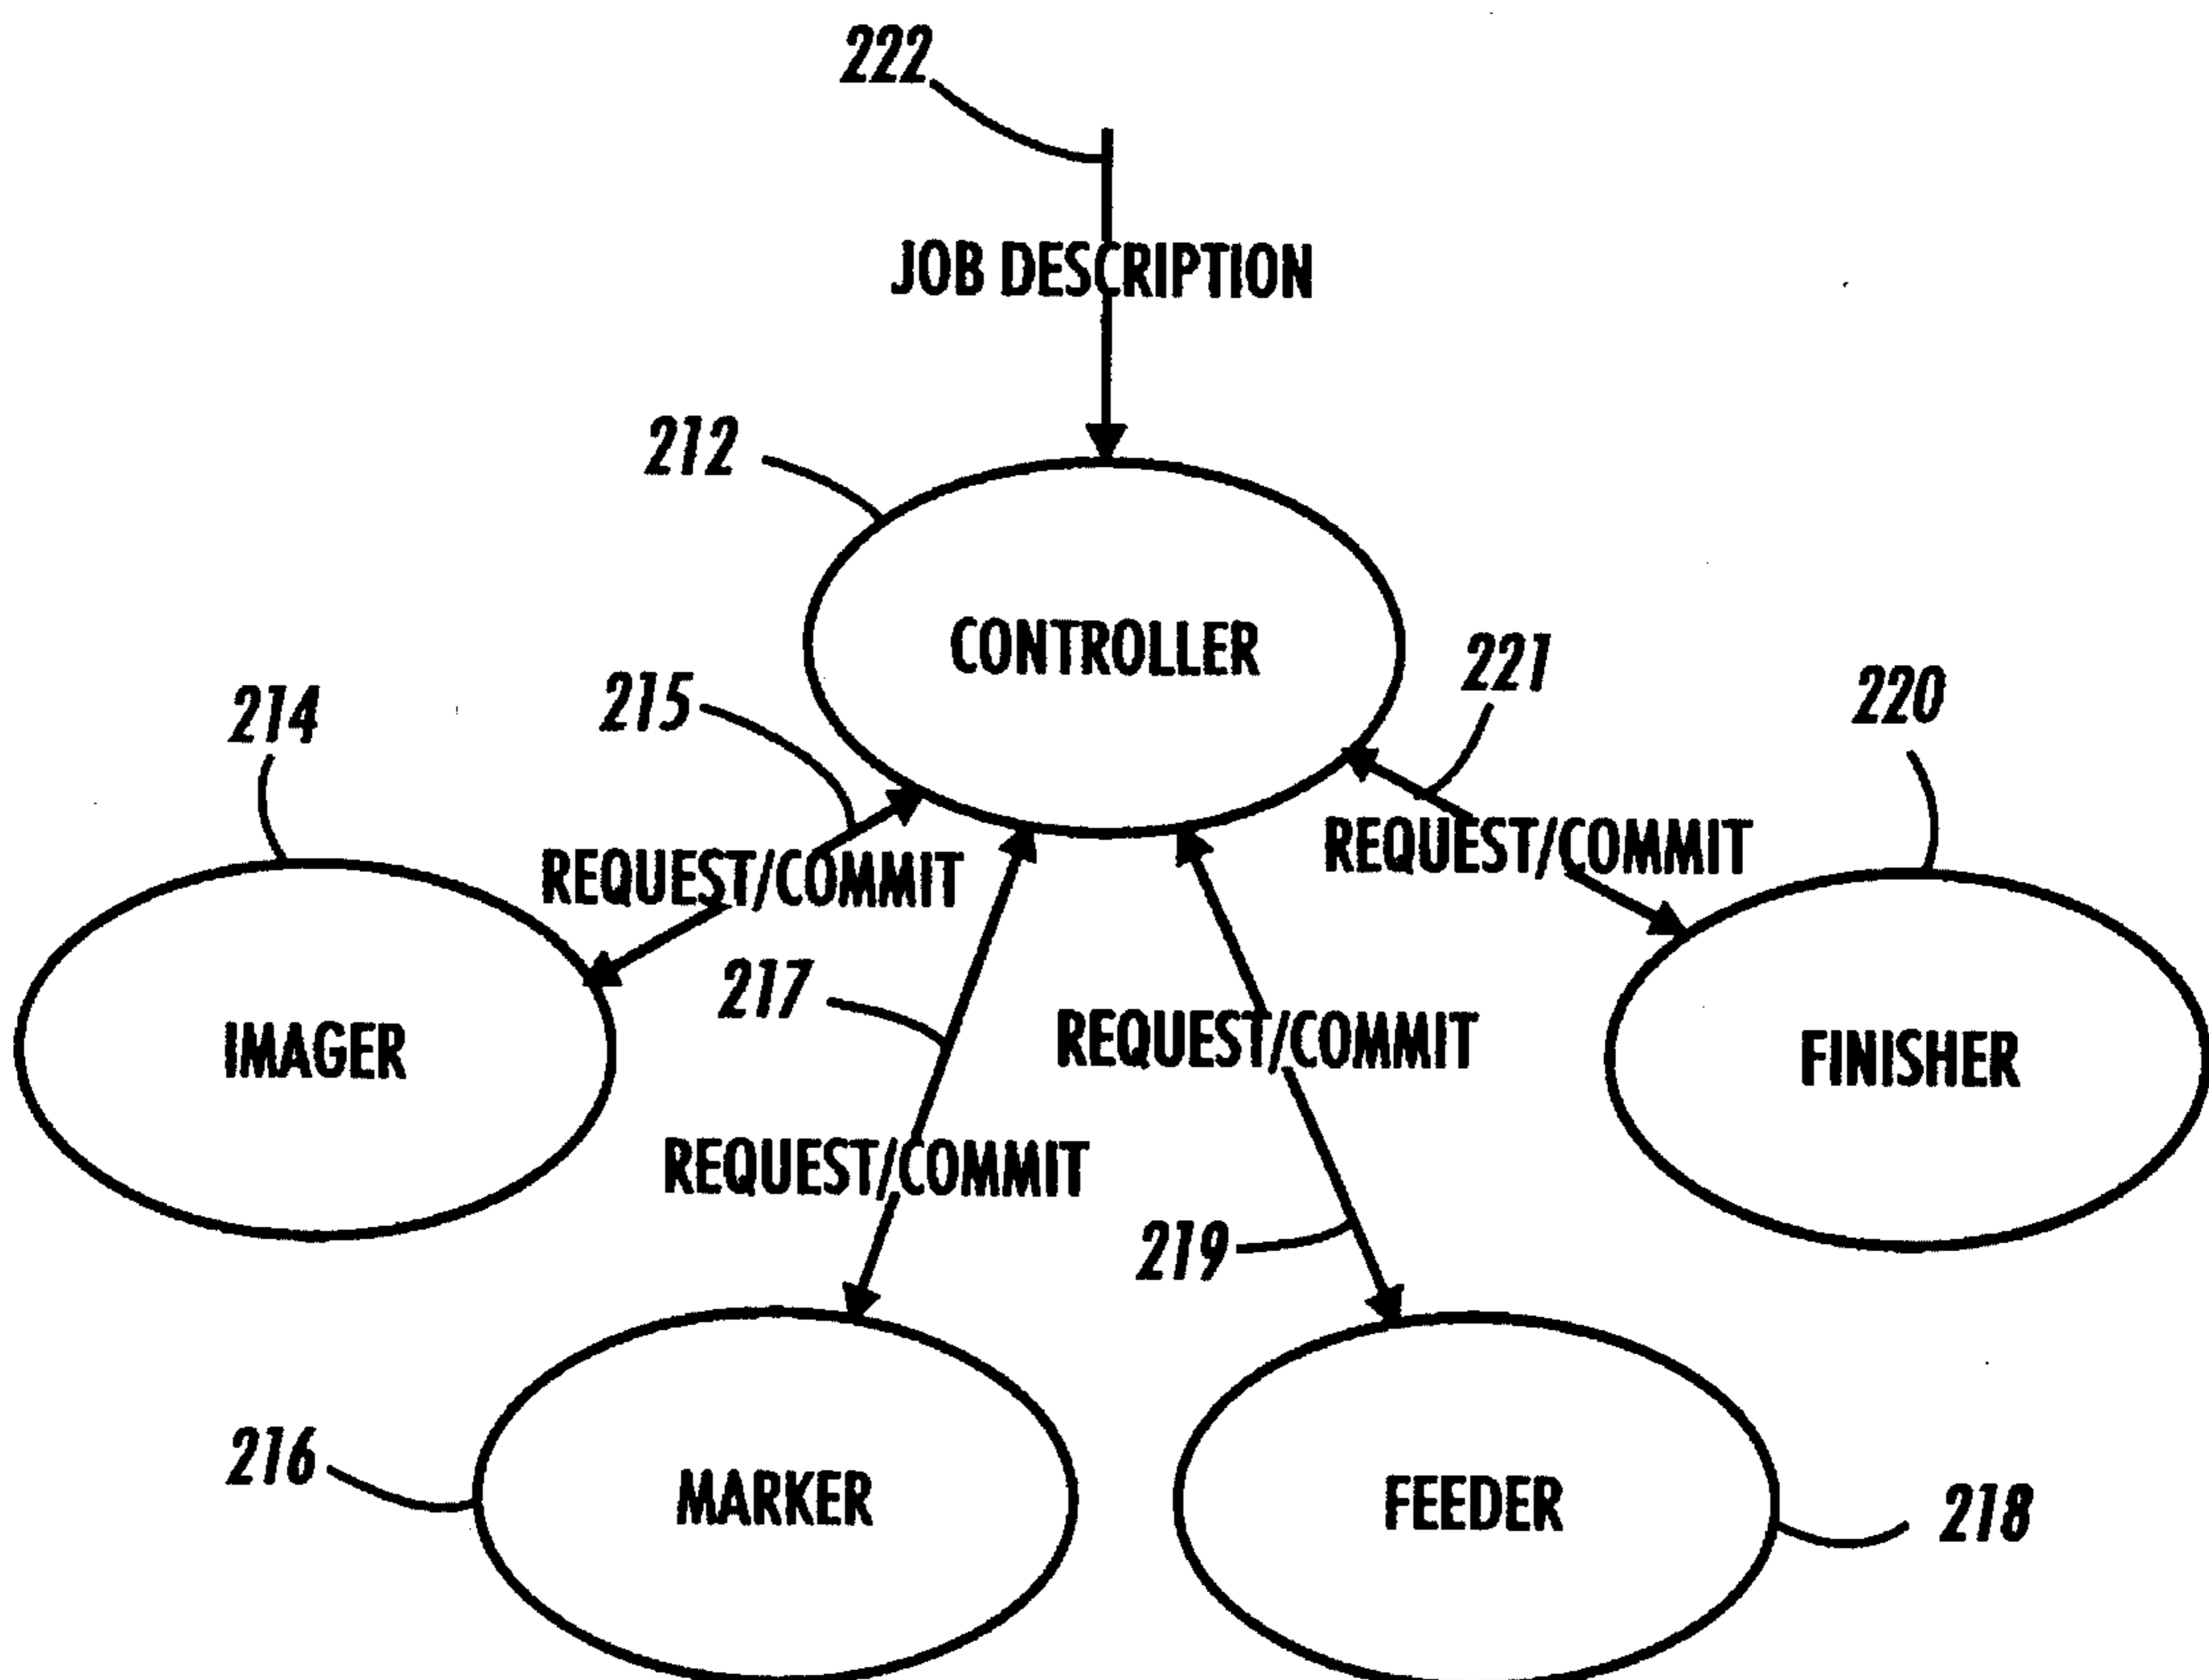 222
JOB DESCRIPTION
212
CONTROLLER
221
220
215
214
REQUEST/COMMIT
REQUEST/COMMIT
217
REQUEST/COMMIT
IMAGER
FINISHER
REQUEST/COMMIT
219
216
MARKER
FEEDER
218